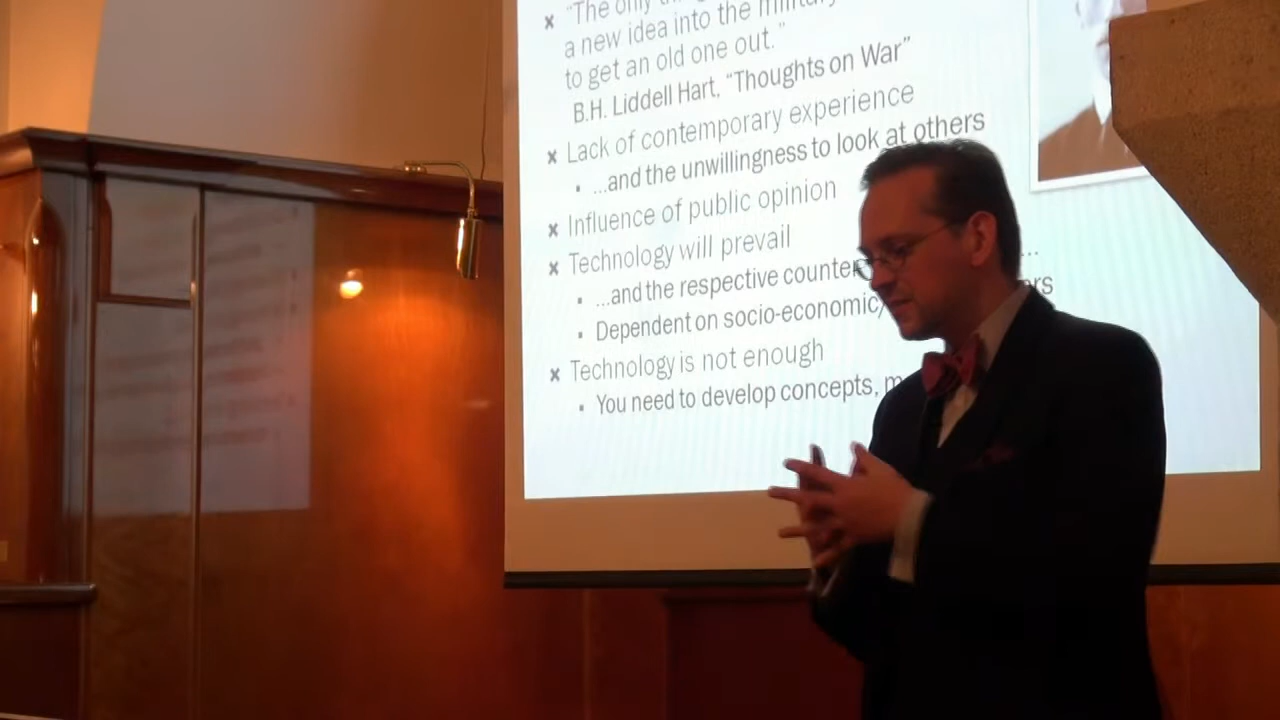 "The only
a new idea into the military
to get an old one out."
B.H. Liddell Hart, "Thoughts on War"
Lack of contemporary experience
...and the unwillingness to look at others
Influence of public opinion
Technology will prevail
...and the respective counter ...
Dependent on socio-economic/
Technology is not enough
You need to develop concepts,